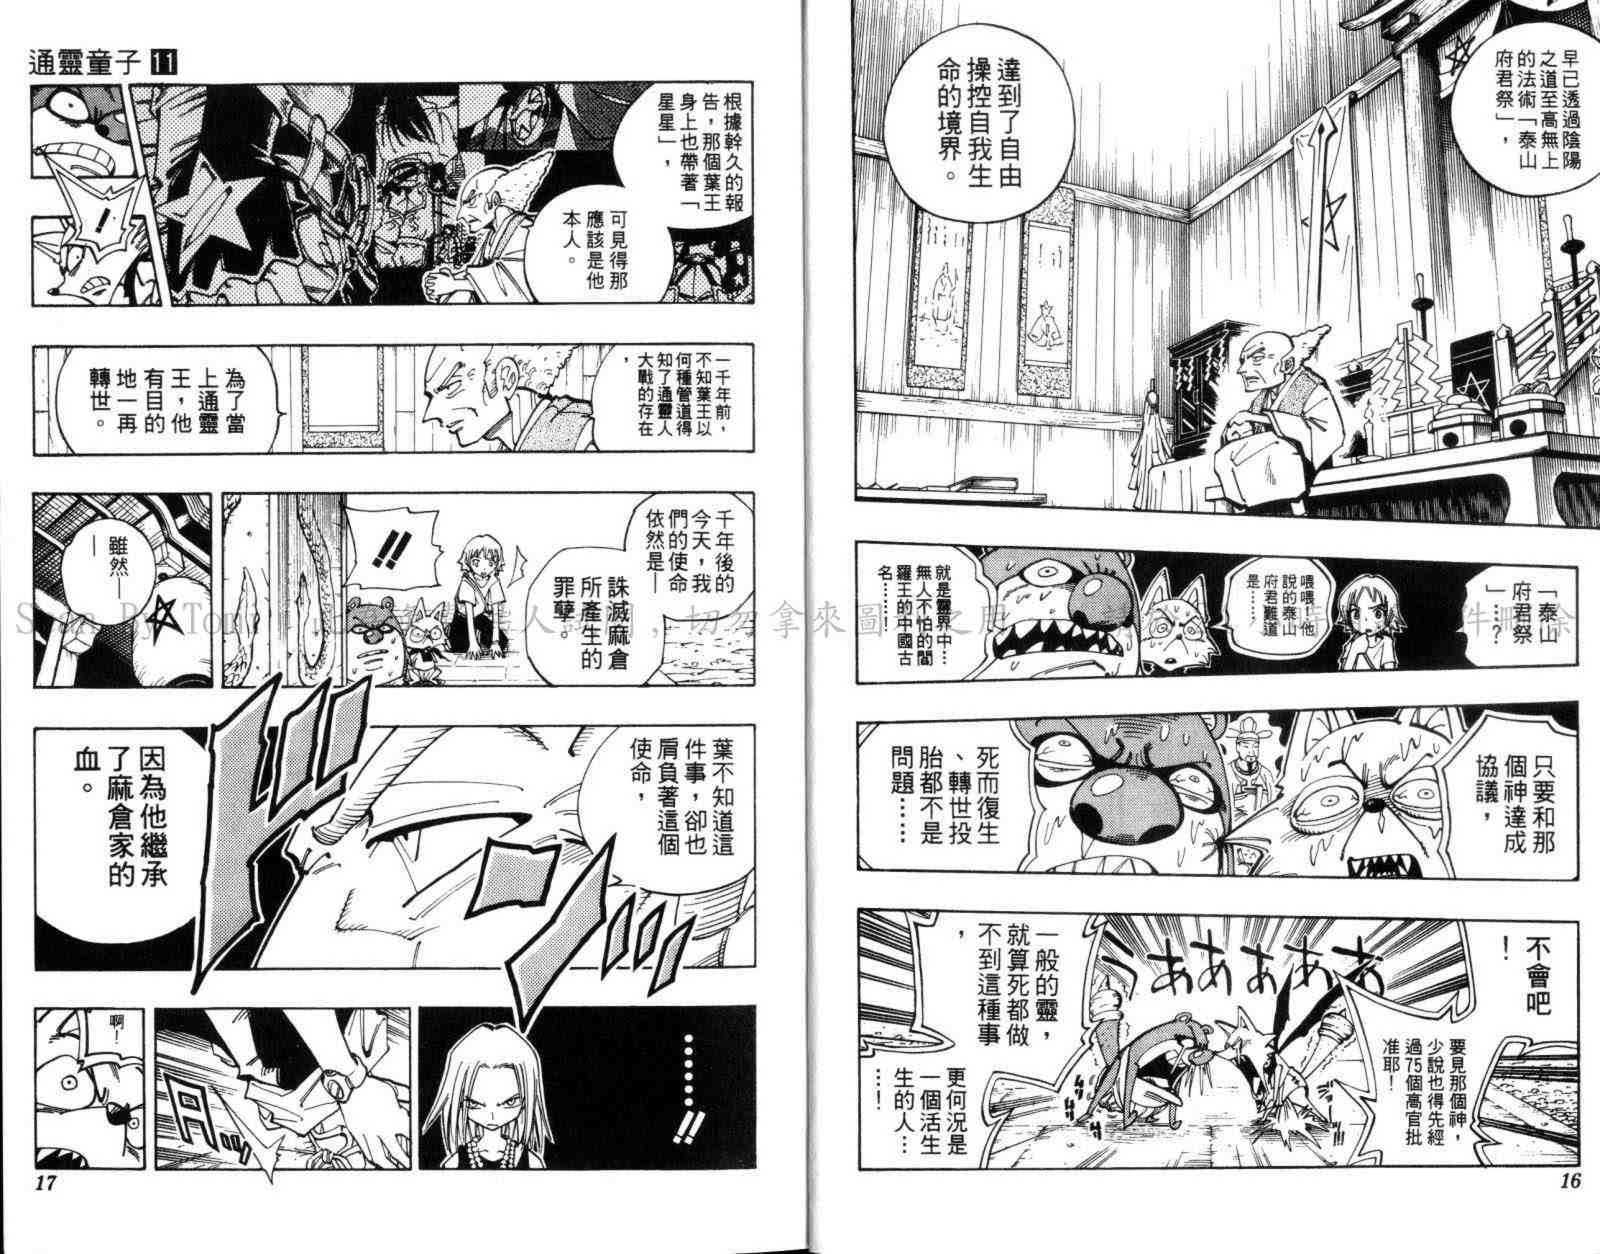 早已透過陰陽
之道至高無上
的法術「泰山
府君祭」，
達到了自由
操控自我生
命的境界。
「泰山
府君祭
」…？
喂喂！他
說的泰山
府君難道
是……
就是靈界中…
無人不怕的閻
羅王的中國古
名……！
只要和那
個神達成
協議，
死而復生
、轉世投
胎都不是
問題……
不會吧
！
要見那個神，
少說也得先經
過75個高官批
准耶！
ああああああ
一般的靈，
就算死都做
不到這種事
，
更何況是
一個活生
生的人…
…！
16
通靈童子 11
根據幹久的報
告，那個葉王
身上也帶著「
星星」，
可見得那
應該是他
本人。
！
一千年前，
不知葉王以
何種管道得
知了通靈人
大戰的存在
，
為了當
上通靈
王，他
有目的
地一再
轉世。
千年後的
今天，我
們的使命
依然是—
誅滅麻倉
所產生的
罪孽。
!!
雖然—
—
葉不知道這
件事，卻也
肩負著這個
使命，
因為他繼承
了麻倉家的
血。
……!!
啊！
17